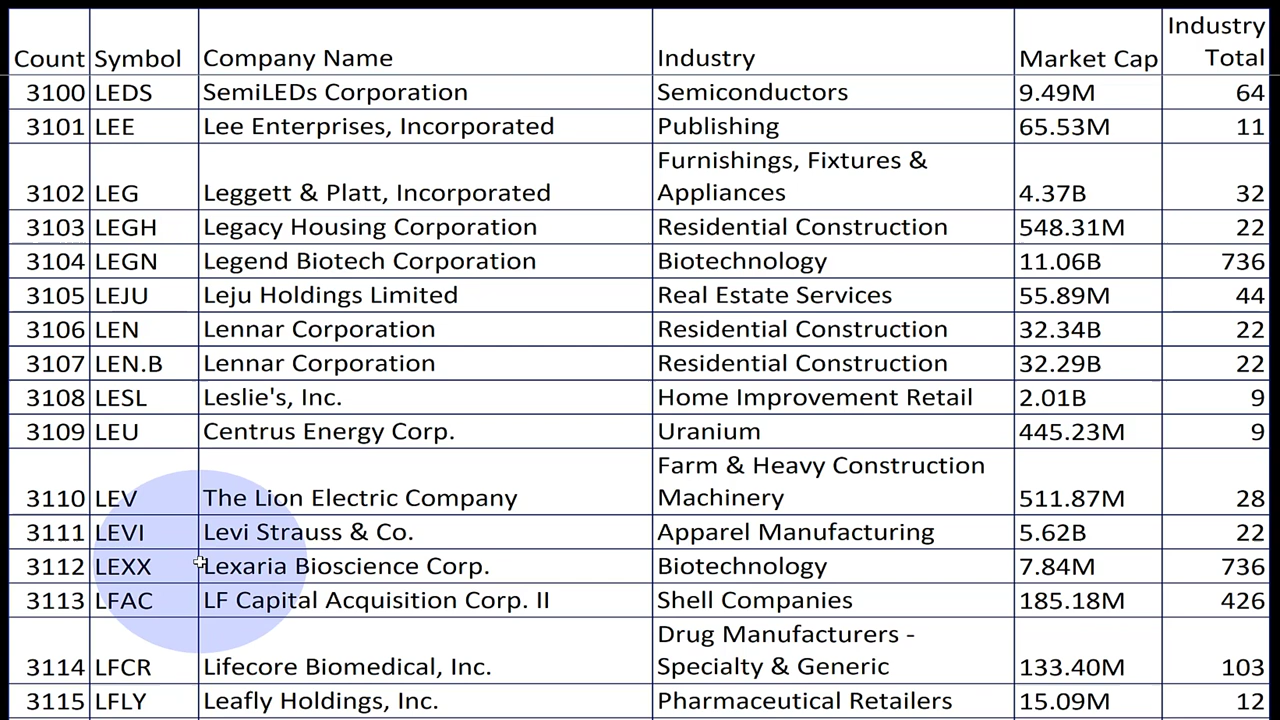 Count Symbol Company Name Industry Market Cap Industry Total
3100 LEDS SemiLEDs Corporation Semiconductors 9.49M 64
3101 LEE Lee Enterprises, Incorporated Publishing 65.53M 11
3102 LEG Leggett & Platt, Incorporated Furnishings, Fixtures & Appliances 4.37B 32
3103 LEGH Legacy Housing Corporation Residential Construction 548.31M 22
3104 LEGN Legend Biotech Corporation Biotechnology 11.06B 736
3105 LEJU Leju Holdings Limited Real Estate Services 55.89M 44
3106 LEN Lennar Corporation Residential Construction 32.34B 22
3107 LEN.B Lennar Corporation Residential Construction 32.29B 22
3108 LESL Leslie's, Inc. Home Improvement Retail 2.01B 9
3109 LEU Centrus Energy Corp. Uranium 445.23M 9
3110 LEV The Lion Electric Company Farm & Heavy Construction Machinery 511.87M 28
3111 LEVI Levi Strauss & Co. Apparel Manufacturing 5.62B 22
3112 LEXX Lexaria Bioscience Corp. Biotechnology 7.84M 736
3113 LFAC LF Capital Acquisition Corp. II Shell Companies 185.18M 426
3114 LFCR Lifecore Biomedical, Inc. Drug Manufacturers - Specialty & Generic 133.40M 103
3115 LFLY Leafly Holdings, Inc. Pharmaceutical Retailers 15.09M 12